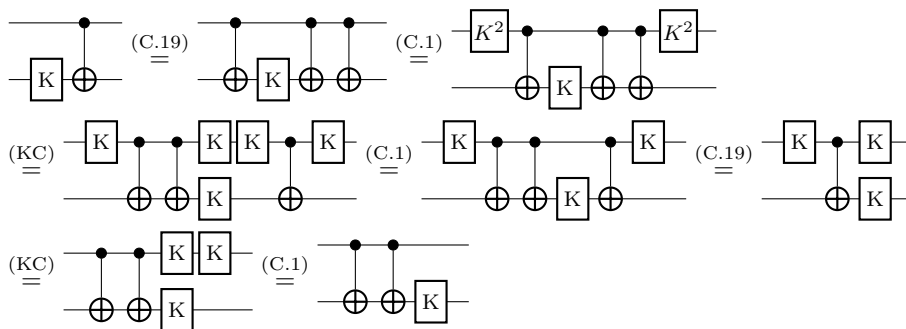 K (C.19) = K (C.1) = K² K K²
(KC) = K K K K K (C.1) = K K K (C.19) = K K K
(KC) = K K K (C.1) = K